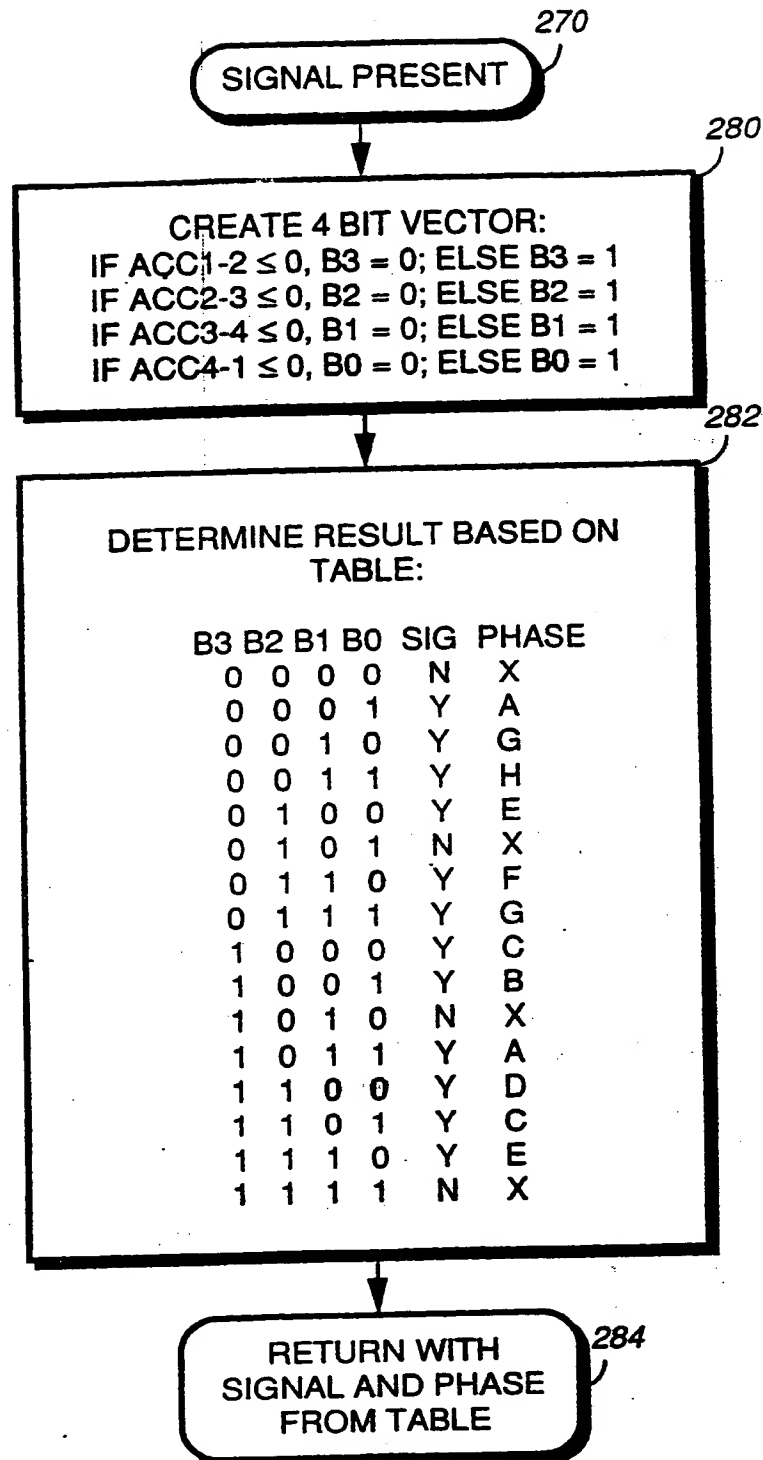 270
SIGNAL PRESENT
280
CREATE 4 BIT VECTOR:
IF ACC1-2 ≤ 0, B3 = 0; ELSE B3 = 1
IF ACC2-3 ≤ 0, B2 = 0; ELSE B2 = 1
IF ACC3-4 ≤ 0, B1 = 0; ELSE B1 = 1
IF ACC4-1 ≤ 0, B0 = 0; ELSE B0 = 1
282
DETERMINE RESULT BASED ON
TABLE:
B3 B2 B1 B0 SIG PHASE
0 0 0 0 N X
0 0 0 1 Y A
0 0 1 0 Y G
0 0 1 1 Y H
0 1 0 0 Y E
0 1 0 1 N X
0 1 1 0 Y F
0 1 1 1 Y G
1 0 0 0 Y C
1 0 0 1 Y B
1 0 1 0 N X
1 0 1 1 Y A
1 1 0 0 Y D
1 1 0 1 Y C
1 1 1 0 Y E
1 1 1 1 N X
284
RETURN WITH
SIGNAL AND PHASE
FROM TABLE